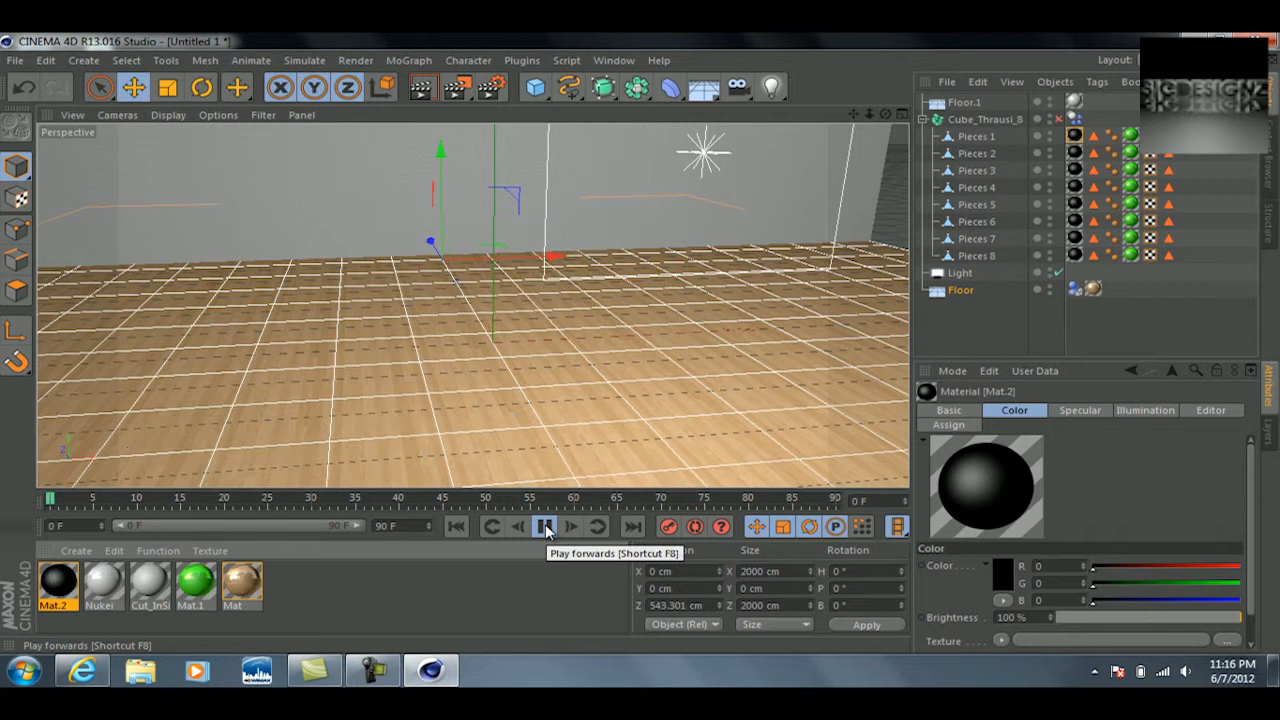 CINEMA 4D R13.016 Studio - [Untitled 1 *]
File Edit Create Select Tools Mesh Animate Simulate Render MoGraph Character Plugins Script Window Help
Layout:
View Cameras Display Options Filter Panel
Perspective
File Edit View Objects Tags Boo
SIGDESIGNZ
Floor.1
Cube_Thrausi_8
Pieces 1
Pieces 2
Pieces 3
Pieces 4
Pieces 5
Pieces 6
Pieces 7
Pieces 8
Light
Floor
Structure
Mode Edit User Data
Material [Mat.2]
Basic Color Specular Illumination Editor
Assign
Attributes
Layers
0 5 10 15 20 25 30 35 40 45 50 55 60 65 70 75 80 85 90 0 F
0 F 0 F 90 F 90 F
Play forwards [Shortcut F8]
Create Edit Function Texture
Size Rotation
X 0 cm X 2000 cm H 0 °
Y 0 cm Y 0 cm P 0 °
Z 543.301 cm Z 2000 cm B 0 °
Object (Rel) Size Apply
Mat.2 Nukei Cut_InSi Mat.1 Mat
MAXON CINEMA 4D
Color
Color R 0
G 0
B 0
Brightness 100 %
Texture
Play forwards [Shortcut F8]
11:16 PM
6/7/2012